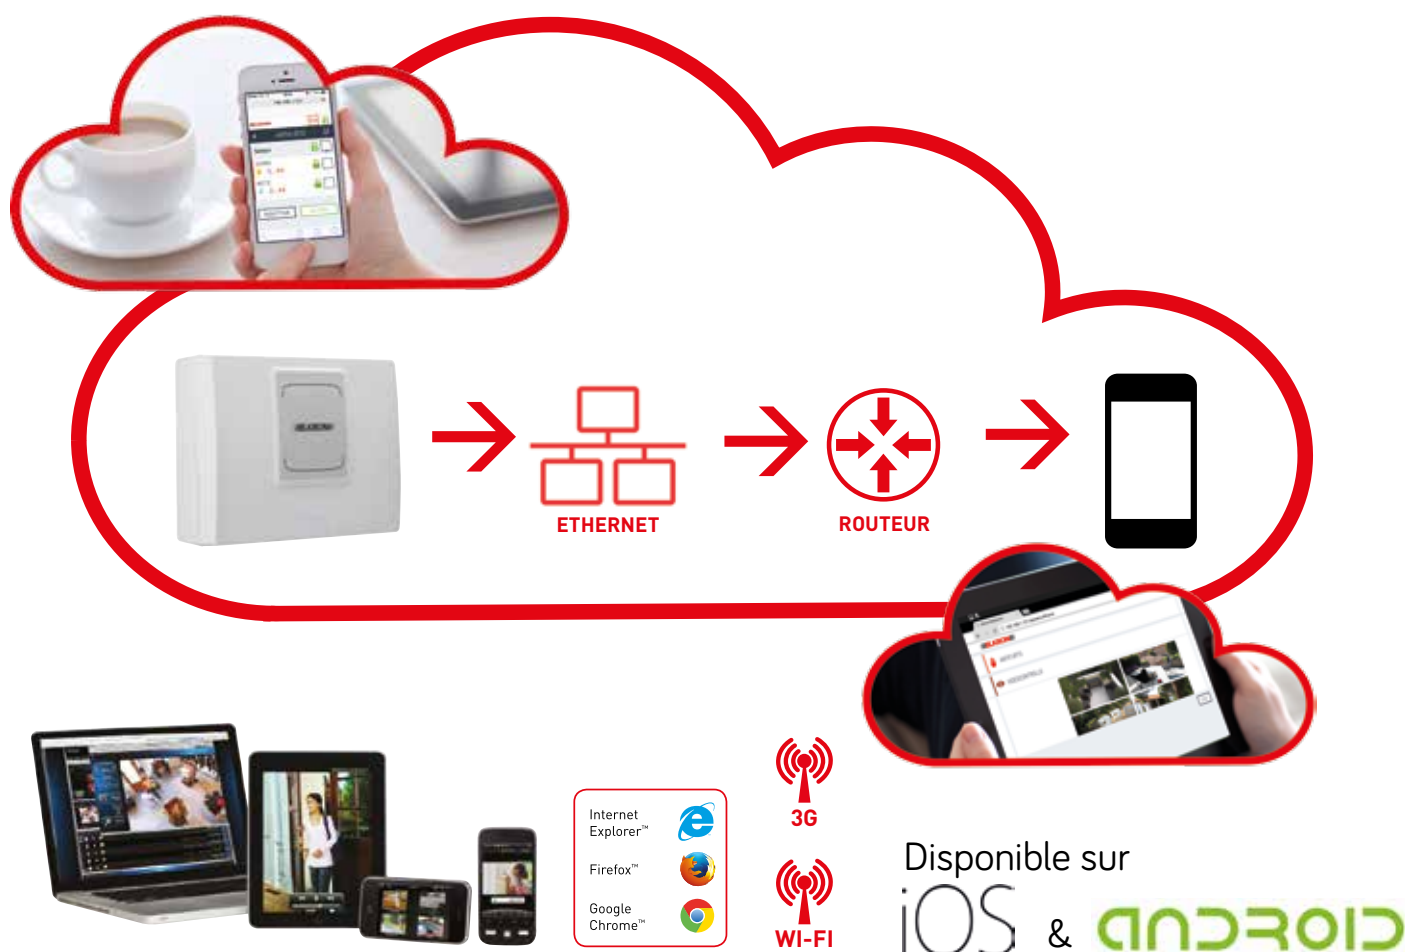 ETHERNET
ROUTEUR
Internet
Explorer™
Firefox™
Google
Chrome™
3G
WI-FI
Disponible sur
iOS & ANDROID